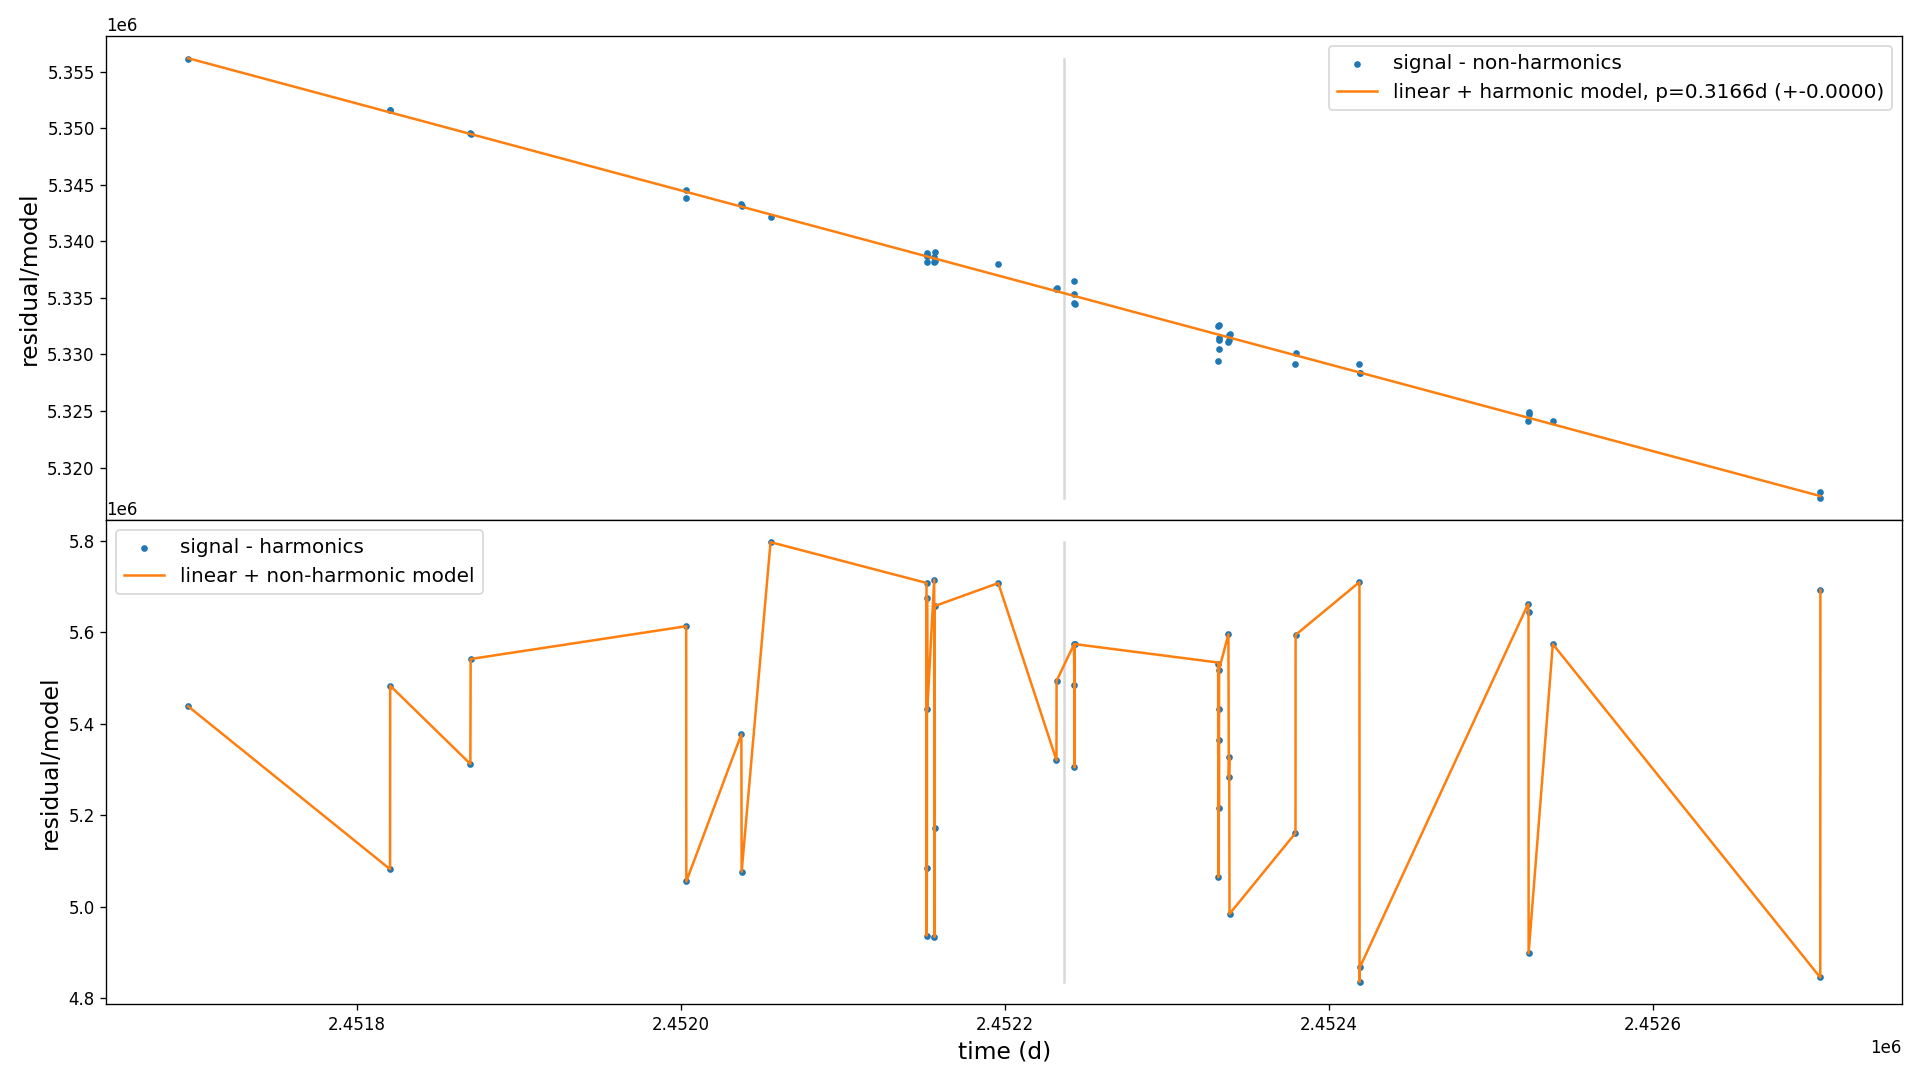 1e6
5.355
5.350
5.345
5.340
5.335
5.330
5.325
5.320
residual/model
signal - non-harmonics
linear + harmonic model, p=0.3166d (+-0.0000)
1e6
5.8
5.6
5.4
5.2
5.0
4.8
residual/model
signal - harmonics
linear + non-harmonic model
2.4518
2.4520
2.4522
2.4524
2.4526
1e6
time (d)